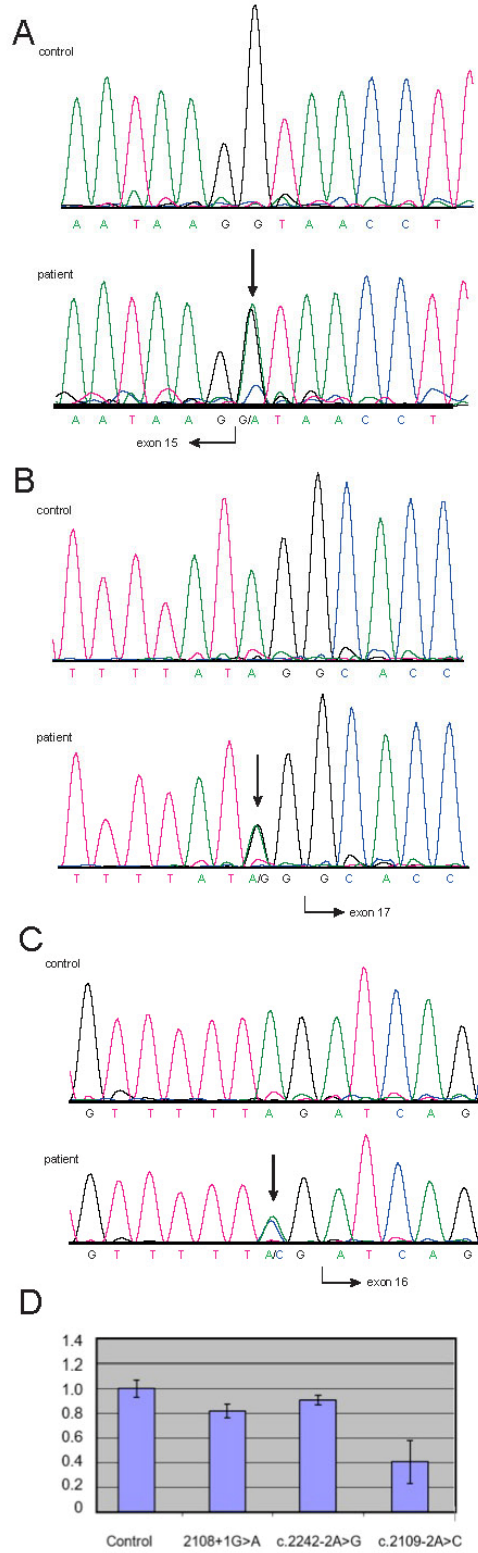 A
control
A A T A A G G T A A C C T
patient
A A T A A G G/A T A A C C T
exon 15
B
control
T T T T A T A G G C A C C
patient
T T T T A T A/G G G C A C C
exon 17
C
control
G T T T T T A G A T C A G
patient
G T T T T T A/C G A T C A G
exon 16
D
1.4
1.2
1.0
0.8
0.6
0.4
0.2
0
Control 2108+1G>A c.2242-2A>G c.2109-2A>C